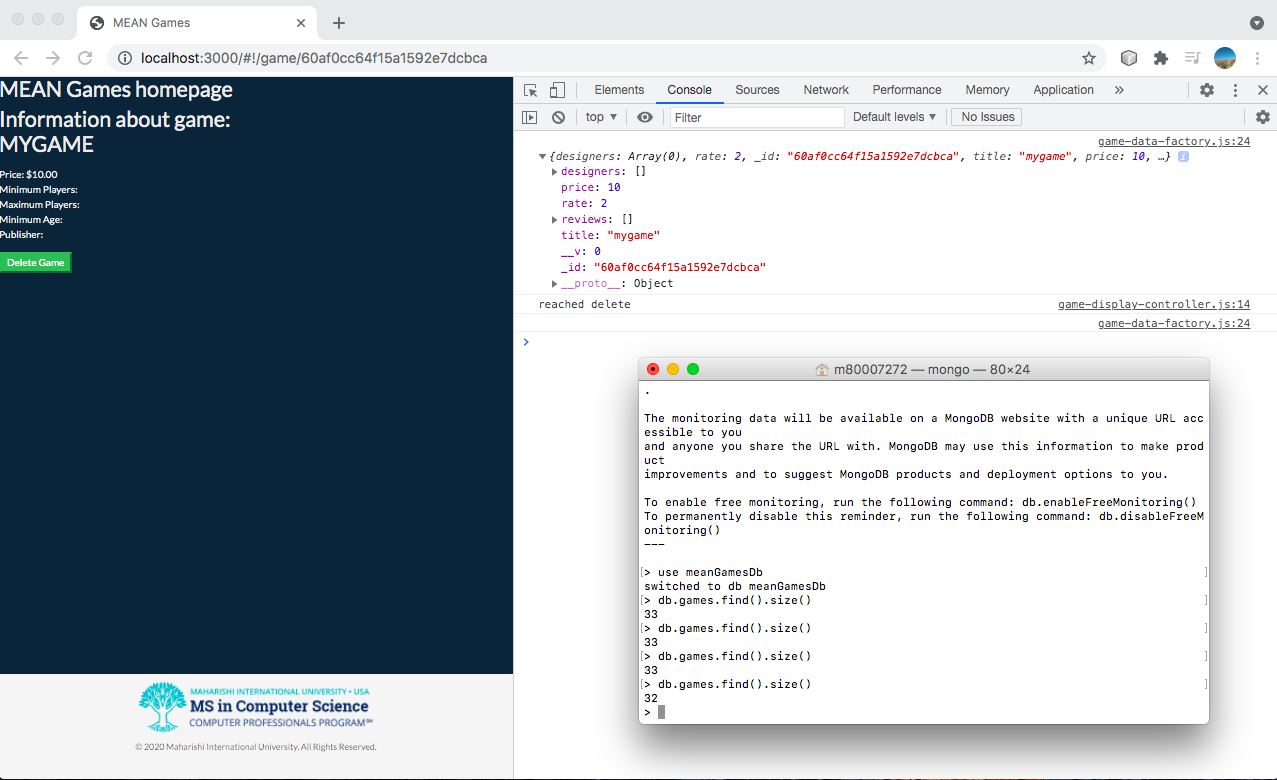 MEAN Games
localhost:3000/#!/game/60af0cc64f15a1592e7dcbca
MEAN Games homepage
Information about game:
MYGAME
Price: $10.00
Minimum Players:
Maximum Players:
Minimum Age:
Publisher:
Delete Game
MAHARISHI INTERNATIONAL UNIVERSITY • USA
MS in Computer Science
COMPUTER PROFESSIONALS PROGRAM℠
© 2020 Maharishi International University. All Rights Reserved.
Elements Console Sources Network Performance Memory Application »
top ▼ Filter Default levels ▼ No Issues
game-data-factory.js:24
▼{designers: Array(0), rate: 2, _id: "60af0cc64f15a1592e7dcbca", title: "mygame", price: 10, …} i
▶designers: []
price: 10
rate: 2
▶reviews: []
title: "mygame"
__v: 0
_id: "60af0cc64f15a1592e7dcbca"
▶__proto__: Object
reached delete game-display-controller.js:14
game-data-factory.js:24
>
m80007272 — mongo — 80×24
.
The monitoring data will be available on a MongoDB website with a unique URL acc
essible to you
and anyone you share the URL with. MongoDB may use this information to make prod
uct
improvements and to suggest MongoDB products and deployment options to you.
To enable free monitoring, run the following command: db.enableFreeMonitoring()
To permanently disable this reminder, run the following command: db.disableFreeM
onitoring()
---
[> use meanGamesDb ]
switched to db meanGamesDb
[> db.games.find().size() ]
33
[> db.games.find().size() ]
33
[> db.games.find().size() ]
33
[> db.games.find().size() ]
32
>